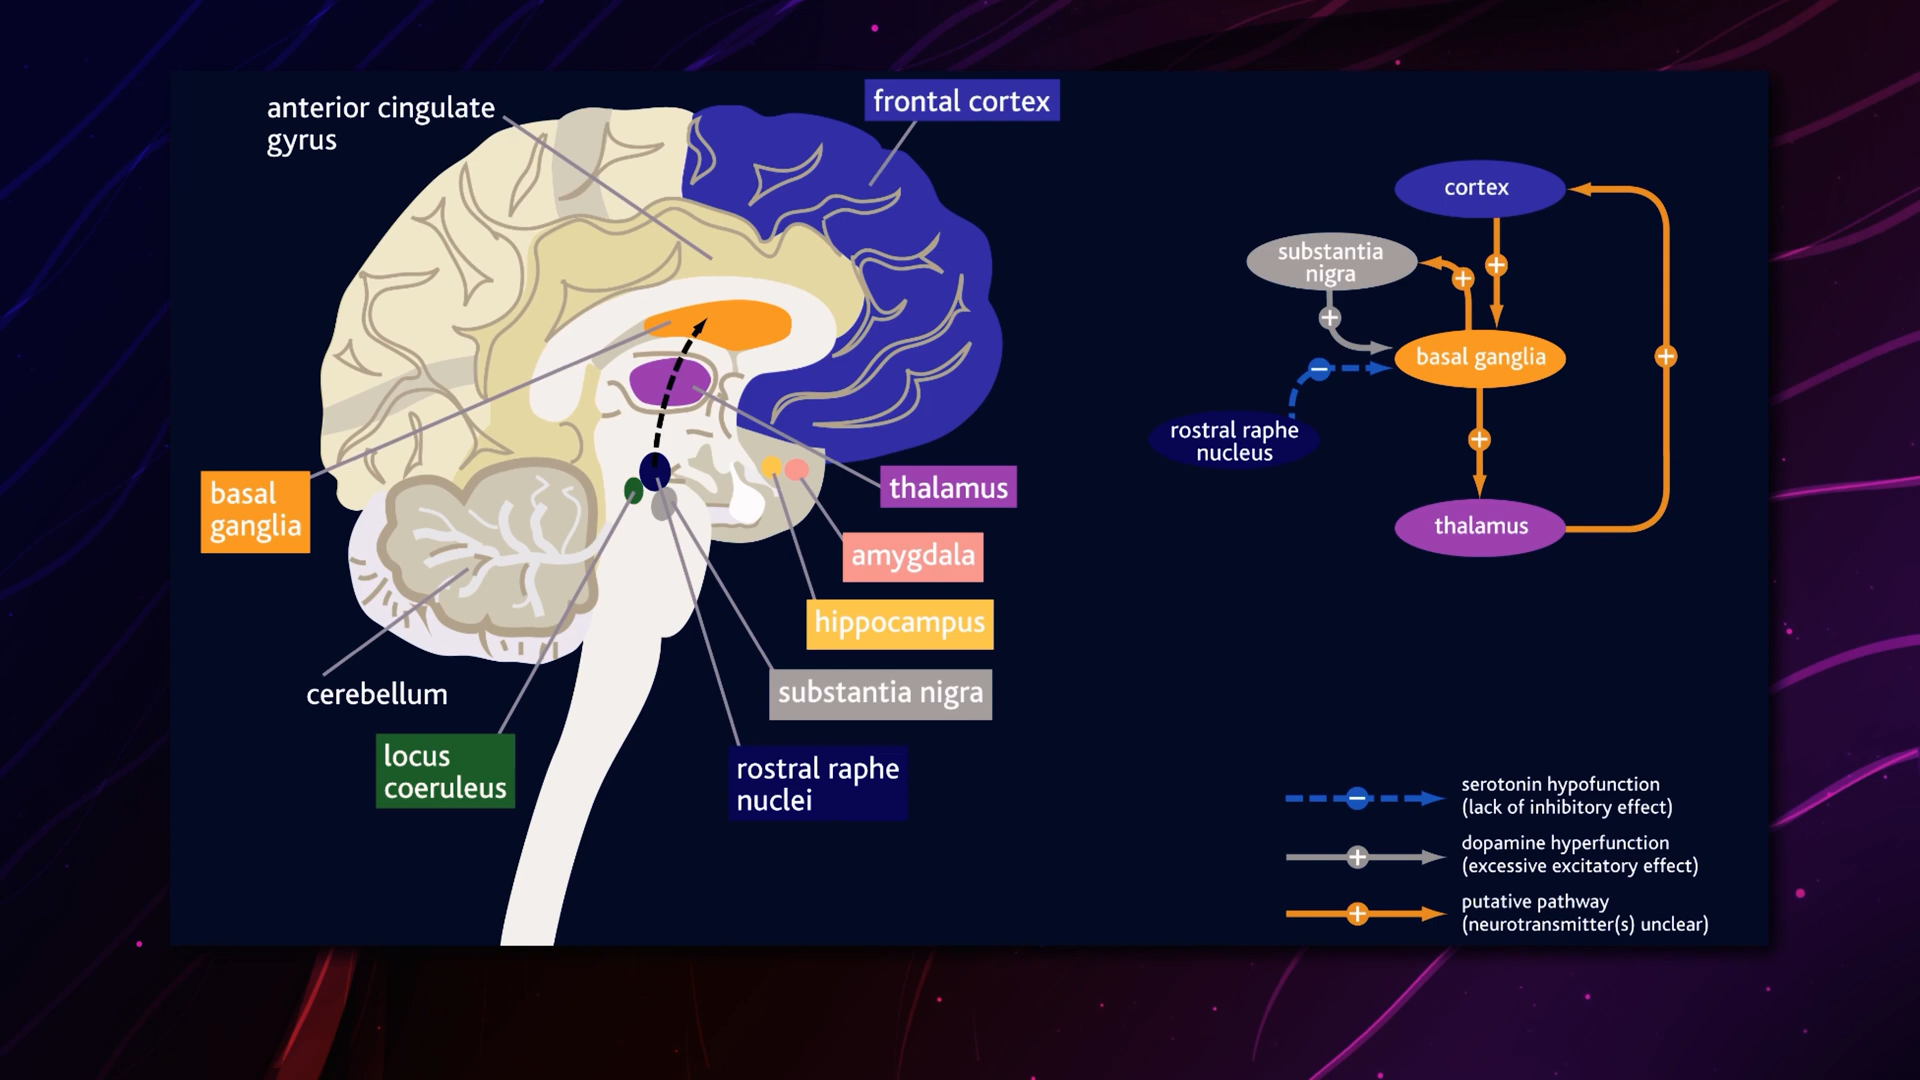 anterior cingulate
gyrus
frontal cortex
basal
ganglia
thalamus
amygdala
hippocampus
substantia nigra
rostral raphe
nuclei
cerebellum
locus
coeruleus
cortex
substantia
nigra
+
+
+
basal ganglia
−
+
rostral raphe
nucleus
+
thalamus
− serotonin hypofunction
(lack of inhibitory effect)
+ dopamine hyperfunction
(excessive excitatory effect)
+ putative pathway
(neurotransmitter(s) unclear)